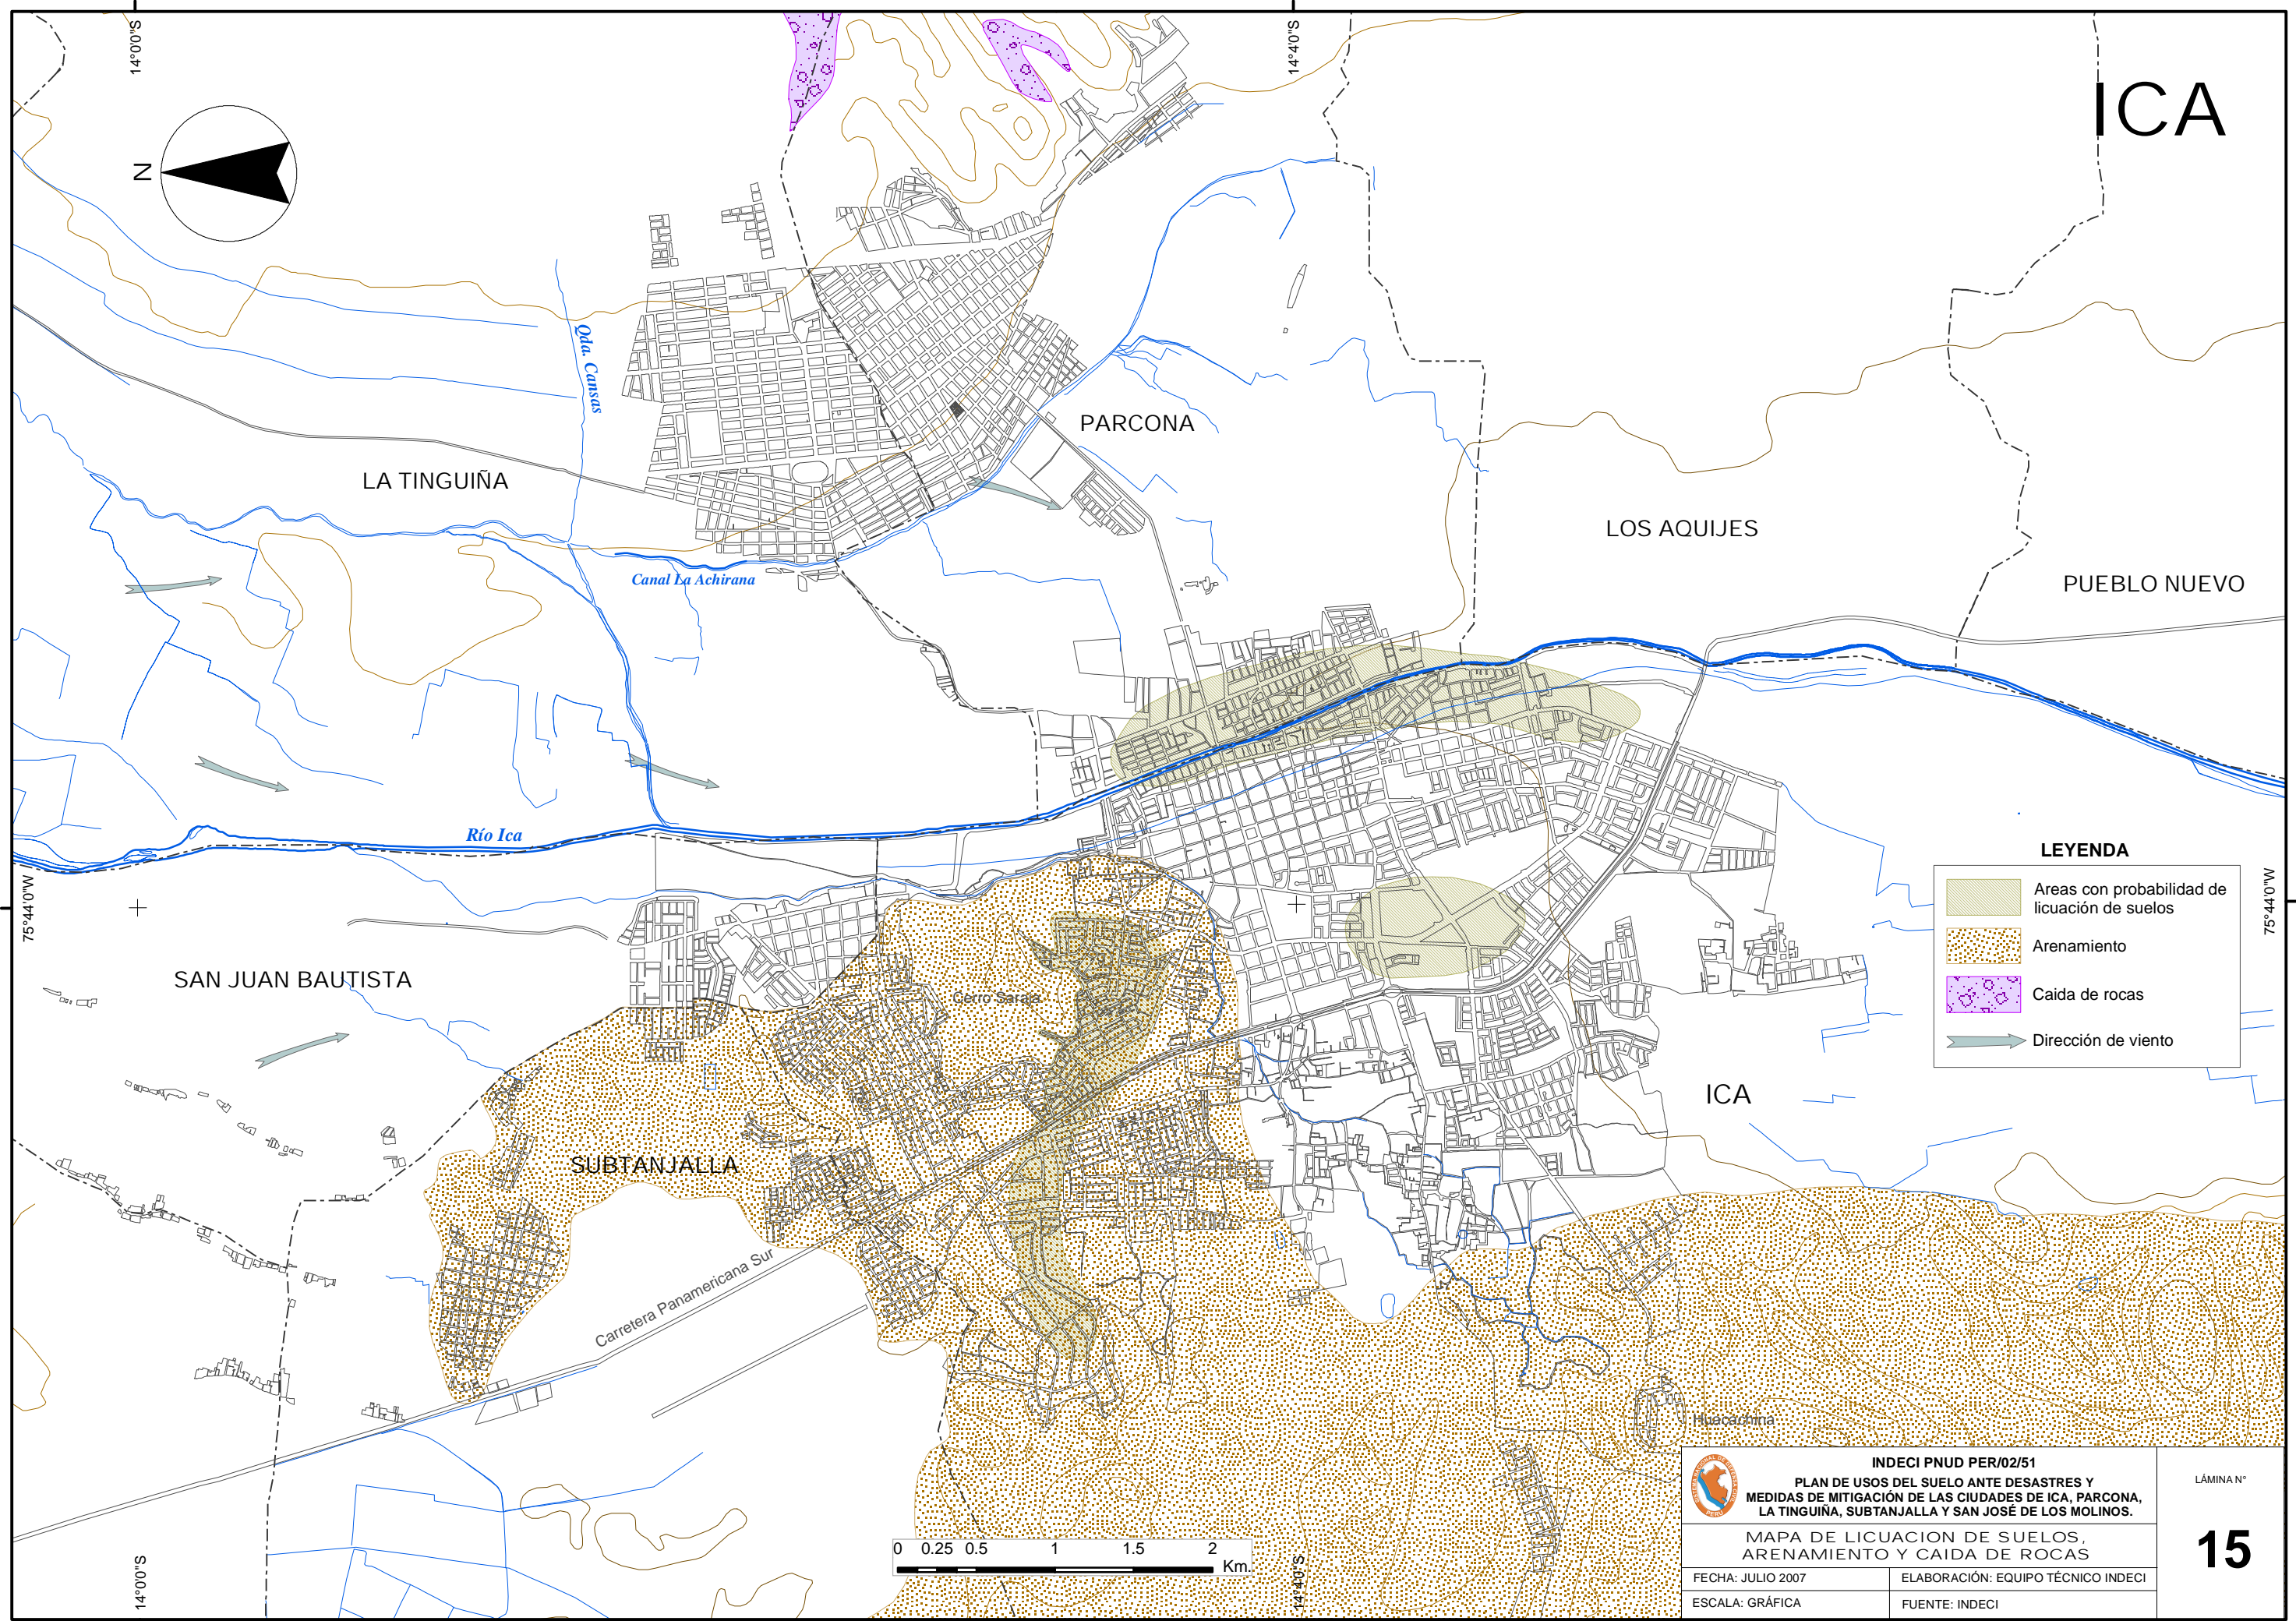 14°0'0"S
14°4'0"S
ICA
N
Qda. Cansas
PARCONA
LA TINGUIÑA
LOS AQUIJES
Canal La Achirana
PUEBLO NUEVO
Río Ica
75°44'0"W
75°44'0"W
LEYENDA
Areas con probabilidad de
licuación de suelos
Arenamiento
Caida de rocas
Dirección de viento
SAN JUAN BAUTISTA
Cerro Saraja
ICA
SUBTANJALLA
Carretera Panamericana Sur
Huacachina
INDECI PNUD PER/02/51
PLAN DE USOS DEL SUELO ANTE DESASTRES Y
MEDIDAS DE MITIGACIÓN DE LAS CIUDADES DE ICA, PARCONA,
LA TINGUIÑA, SUBTANJALLA Y SAN JOSÉ DE LOS MOLINOS.
MAPA DE LICUACION DE SUELOS,
ARENAMIENTO Y CAIDA DE ROCAS
FECHA: JULIO 2007
ELABORACIÓN: EQUIPO TÉCNICO INDECI
ESCALA: GRÁFICA
FUENTE: INDECI
LÁMINA N°
15
0 0.25 0.5 1 1.5 2
Km.
14°0'0"S
14°4'0"S